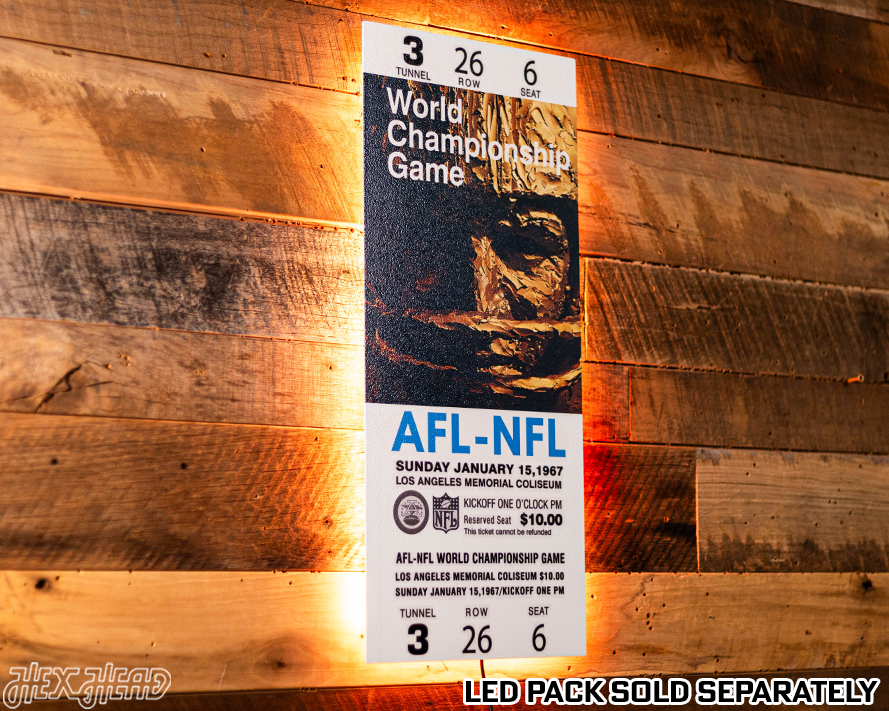 3 26 6
TUNNEL ROW SEAT
World
Championship
Game
AFL-NFL
SUNDAY JANUARY 15,1967
LOS ANGELES MEMORIAL COLISEUM
NFL
KICKOFF ONE O'CLOCK PM
Reserved Seat $10.00
This ticket cannot be refunded
AFL-NFL WORLD CHAMPIONSHIP GAME
LOS ANGELES MEMORIAL COLISEUM $10.00
SUNDAY JANUARY 15,1967/KICKOFF ONE PM
TUNNEL ROW SEAT
3 26 6
HEX HEAD
LED PACK SOLD SEPARATELY